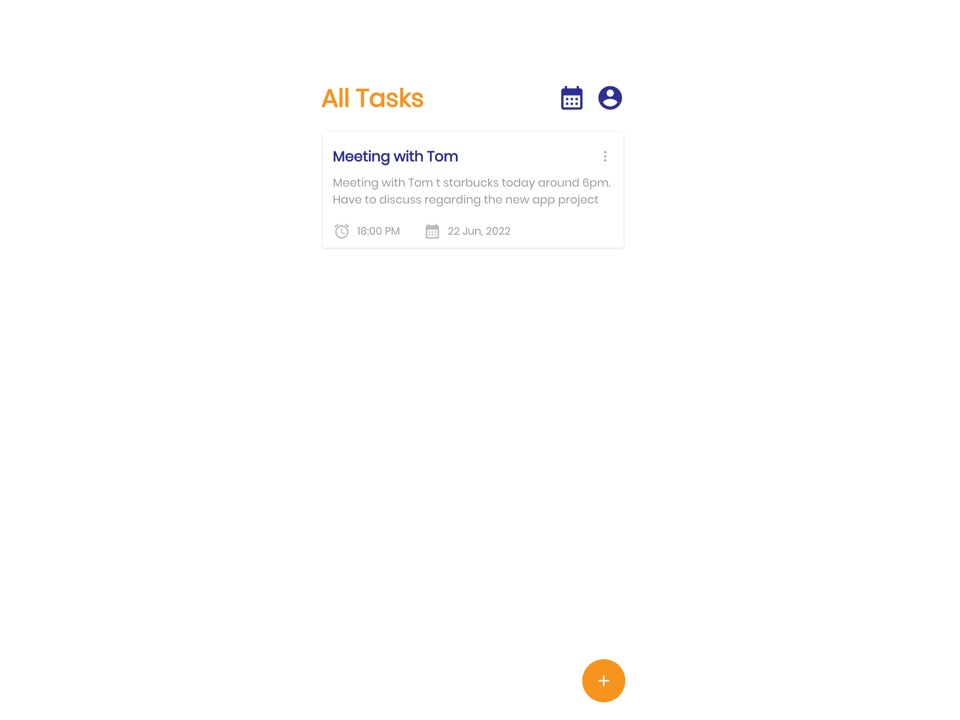 All Tasks
Meeting with Tom
Meeting with Tom t starbucks today around 6pm.
Have to discuss regarding the new app project
18:00 PM 22 Jun, 2022
+